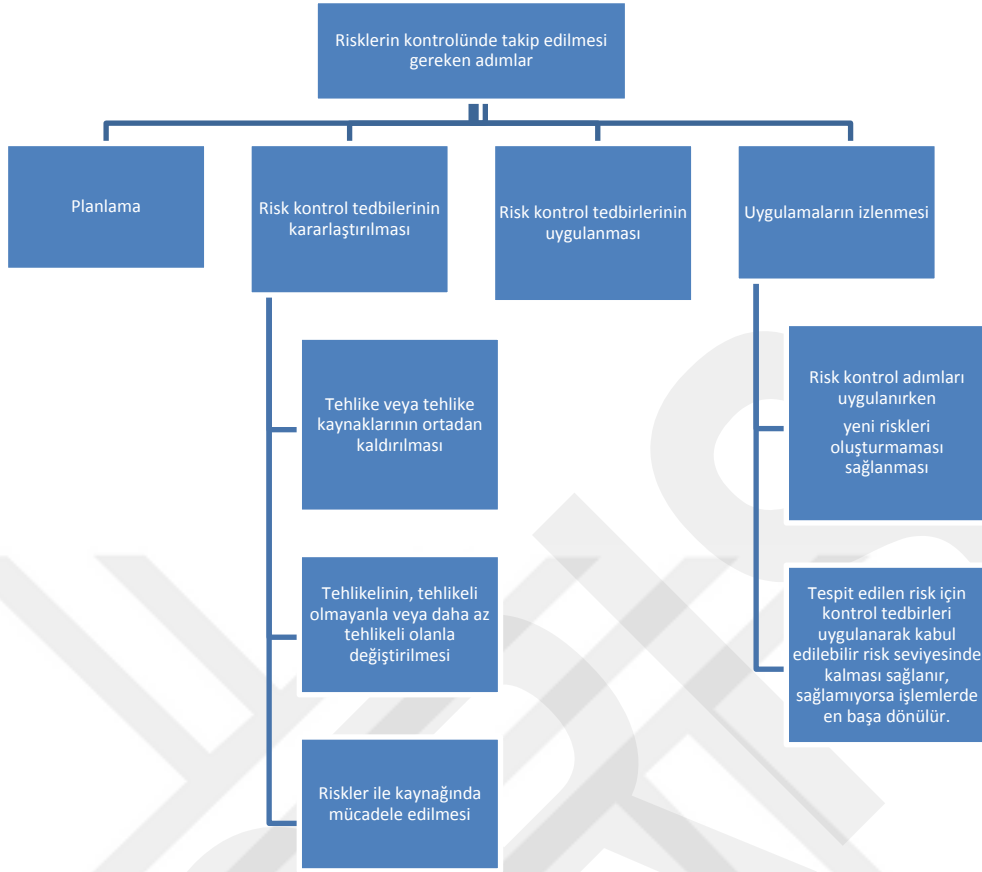 Risklerin kontrolünde takip edilmesi
gereken adımlar
Planlama
Risk kontrol tedbilerinin
kararlaştırılması
Risk kontrol tedbirlerinin
uygulanması
Uygulamaların izlenmesi
Tehlike veya tehlike
kaynaklarının ortadan
kaldırılması
Tehlikelinin, tehlikeli
olmayanla veya daha az
tehlikeli olanla
değiştirilmesi
Riskler ile kaynağında
mücadele edilmesi
Risk kontrol adımları
uygulanırken
yeni riskleri
oluşturmaması
sağlanması
Tespit edilen risk için
kontrol tedbirleri
uygulanarak kabul
edilebilir risk seviyesinde
kalması sağlanır,
sağlamıyorsa işlemlerde
en başa dönülür.